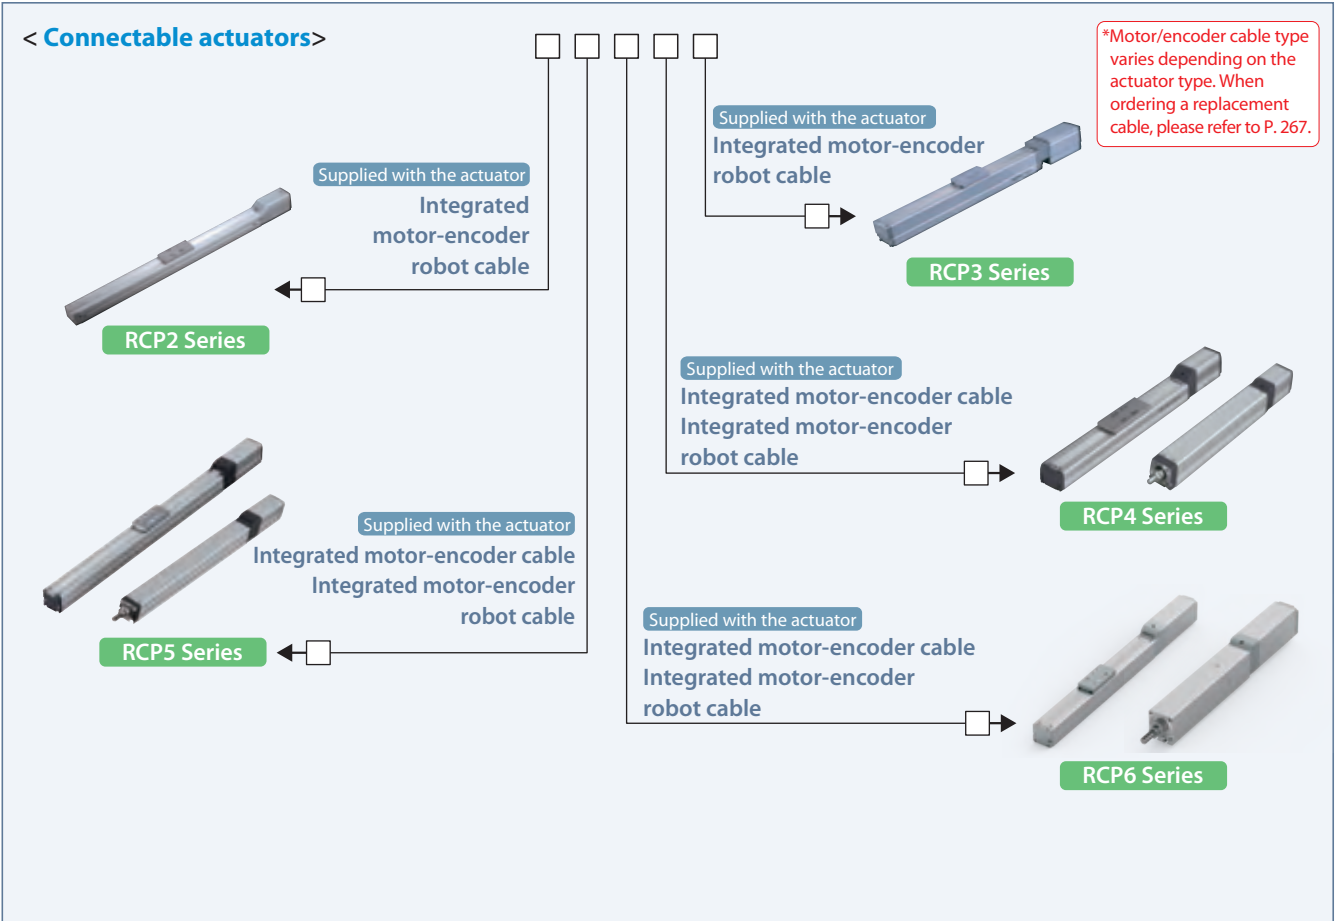 < Connectable actuators>
*Motor/encoder cable type
varies depending on the
actuator type. When
ordering a replacement
cable, please refer to P. 267.
Supplied with the actuator
Integrated motor-encoder
robot cable
RCP3 Series
Supplied with the actuator
Integrated
motor-encoder
robot cable
RCP2 Series
Supplied with the actuator
Integrated motor-encoder cable
Integrated motor-encoder
robot cable
RCP4 Series
Supplied with the actuator
Integrated motor-encoder cable
Integrated motor-encoder
robot cable
RCP5 Series
Supplied with the actuator
Integrated motor-encoder cable
Integrated motor-encoder
robot cable
RCP6 Series